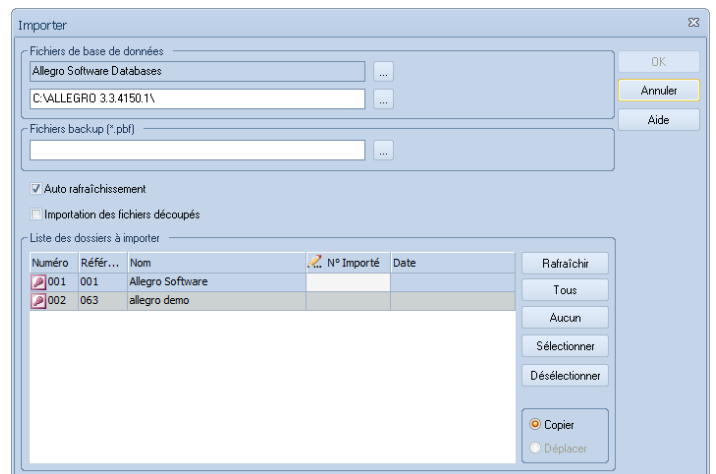 Importer
Fichiers de base de données
Allegro Software Databases
...
OK
C:\ALLEGRO 3.3.4150.1\
...
Annuler
Aide
Fichiers backup (*.pbf)
...
Auto rafraîchissement
Importation des fichiers découpés
Liste des dossiers à importer
Numéro Référ... Nom N° Importé Date
001 001 Allegro Software
002 063 allegro demo
Rafraîchir
Tous
Aucun
Sélectionner
Désélectionner
Copier
Déplacer